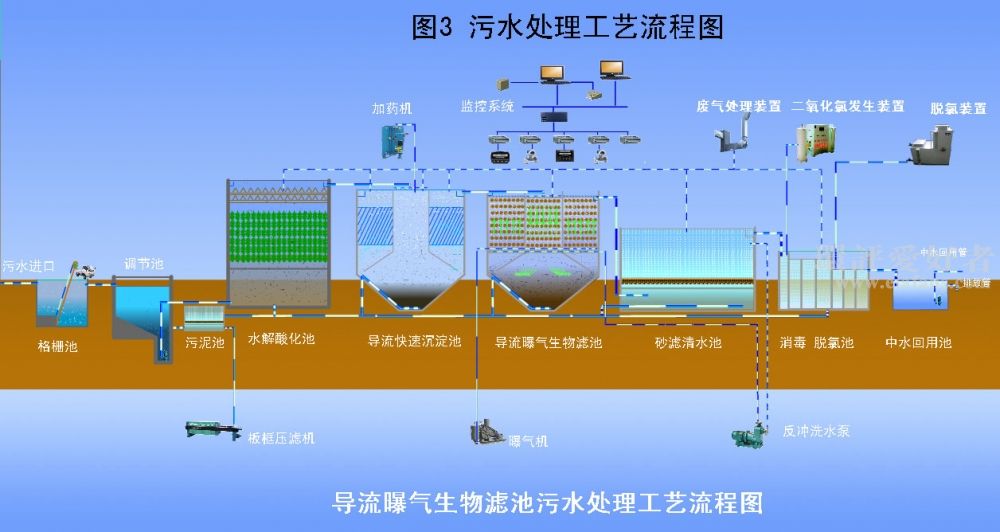 图3 污水处理工艺流程图
加药机
监控系统
废气处理装置
二氧化氯发生装置
脱氯装置
污水进口
调节池
中水回用管
格栅池
污泥池
水解酸化池
导流快速沉淀池
导流曝气生物滤池
砂滤清水池
消毒 脱氯池
中水回用池
板框压滤机
曝气机
反冲洗水泵
导流曝气生物滤池污水处理工艺流程图